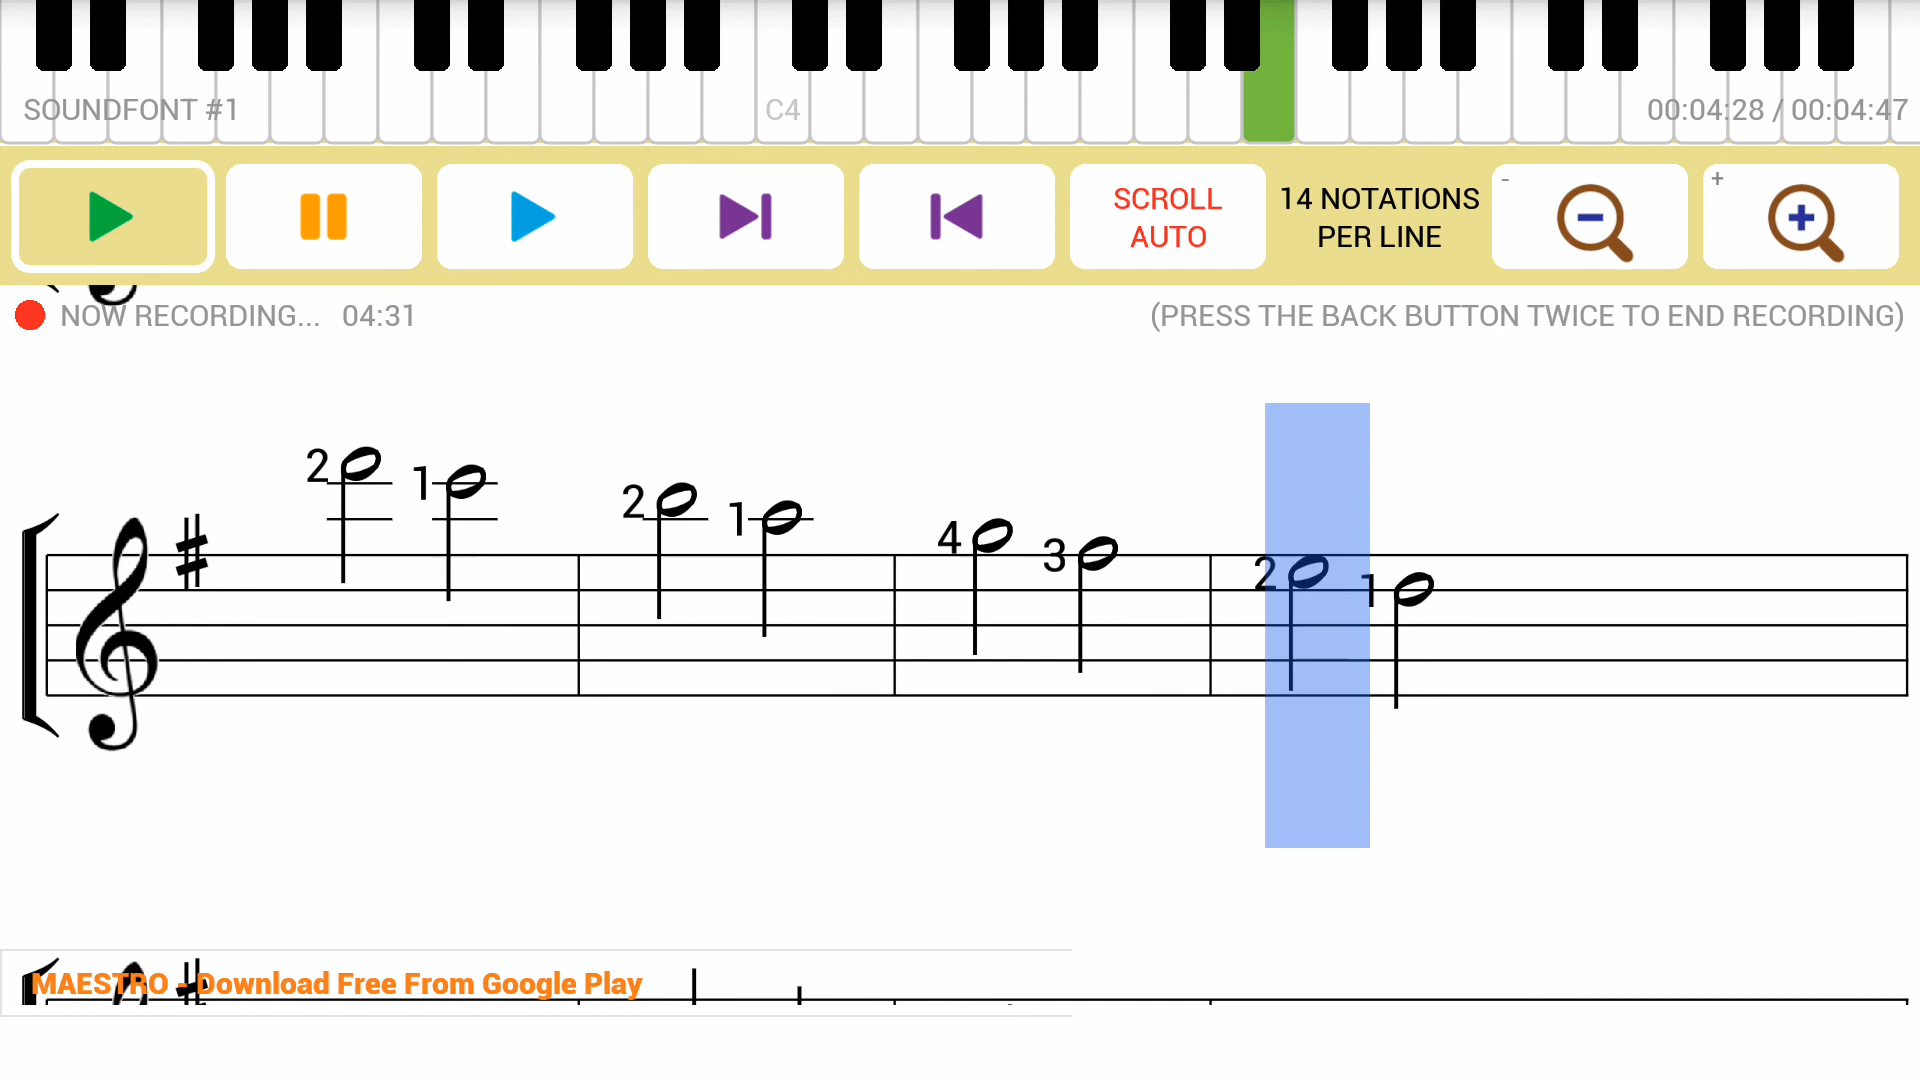 SOUNDFONT #1
C4
00:04:28 / 00:04:47
SCROLL
AUTO
14 NOTATIONS
PER LINE
-
+
NOW RECORDING... 04:31
(PRESS THE BACK BUTTON TWICE TO END RECORDING)
2 1 2 1 4 3 2 1
MAESTRO - Download Free From Google Play